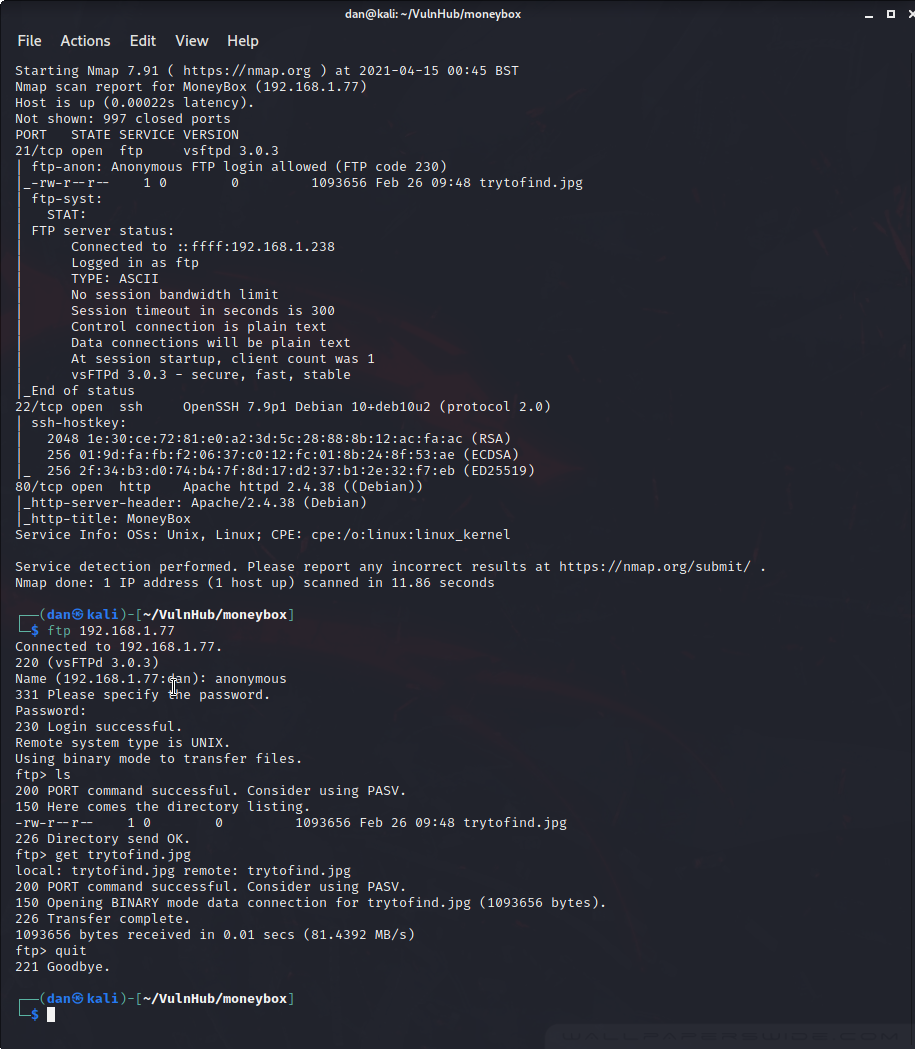 dan@kali: ~/VulnHub/moneybox
File Actions Edit View Help
Starting Nmap 7.91 ( https://nmap.org ) at 2021-04-15 00:45 BST
Nmap scan report for MoneyBox (192.168.1.77)
Host is up (0.00022s latency).
Not shown: 997 closed ports
PORT   STATE SERVICE VERSION
21/tcp open  ftp     vsftpd 3.0.3
| ftp-anon: Anonymous FTP login allowed (FTP code 230)
|_-rw-r--r--    1 0        0         1093656 Feb 26 09:48 trytofind.jpg
| ftp-syst:
|   STAT:
| FTP server status:
|      Connected to ::ffff:192.168.1.238
|      Logged in as ftp
|      TYPE: ASCII
|      No session bandwidth limit
|      Session timeout in seconds is 300
|      Control connection is plain text
|      Data connections will be plain text
|      At session startup, client count was 1
|      vsFTPd 3.0.3 - secure, fast, stable
|_End of status
22/tcp open  ssh     OpenSSH 7.9p1 Debian 10+deb10u2 (protocol 2.0)
| ssh-hostkey:
|   2048 1e:30:ce:72:81:e0:a2:3d:5c:28:88:8b:12:ac:fa:ac (RSA)
|   256 01:9d:fa:fb:f2:06:37:c0:12:fc:01:8b:24:8f:53:ae (ECDSA)
|_  256 2f:34:b3:d0:74:b4:7f:8d:17:d2:37:b1:2e:32:f7:eb (ED25519)
80/tcp open  http    Apache httpd 2.4.38 ((Debian))
|_http-server-header: Apache/2.4.38 (Debian)
|_http-title: MoneyBox
Service Info: OSs: Unix, Linux; CPE: cpe:/o:linux:linux_kernel
Service detection performed. Please report any incorrect results at https://nmap.org/submit/ .
Nmap done: 1 IP address (1 host up) scanned in 11.86 seconds
┌──(dan㉿kali)-[~/VulnHub/moneybox]
└─$ ftp 192.168.1.77
Connected to 192.168.1.77.
220 (vsFTPd 3.0.3)
Name (192.168.1.77:dan): anonymous
331 Please specify the password.
Password:
230 Login successful.
Remote system type is UNIX.
Using binary mode to transfer files.
ftp> ls
200 PORT command successful. Consider using PASV.
150 Here comes the directory listing.
-rw-r--r--    1 0        0         1093656 Feb 26 09:48 trytofind.jpg
226 Directory send OK.
ftp> get trytofind.jpg
local: trytofind.jpg remote: trytofind.jpg
200 PORT command successful. Consider using PASV.
150 Opening BINARY mode data connection for trytofind.jpg (1093656 bytes).
226 Transfer complete.
1093656 bytes received in 0.01 secs (81.4392 MB/s)
ftp> quit
221 Goodbye.
┌──(dan㉿kali)-[~/VulnHub/moneybox]
└─$
WALLPAPERSWIDE.COM